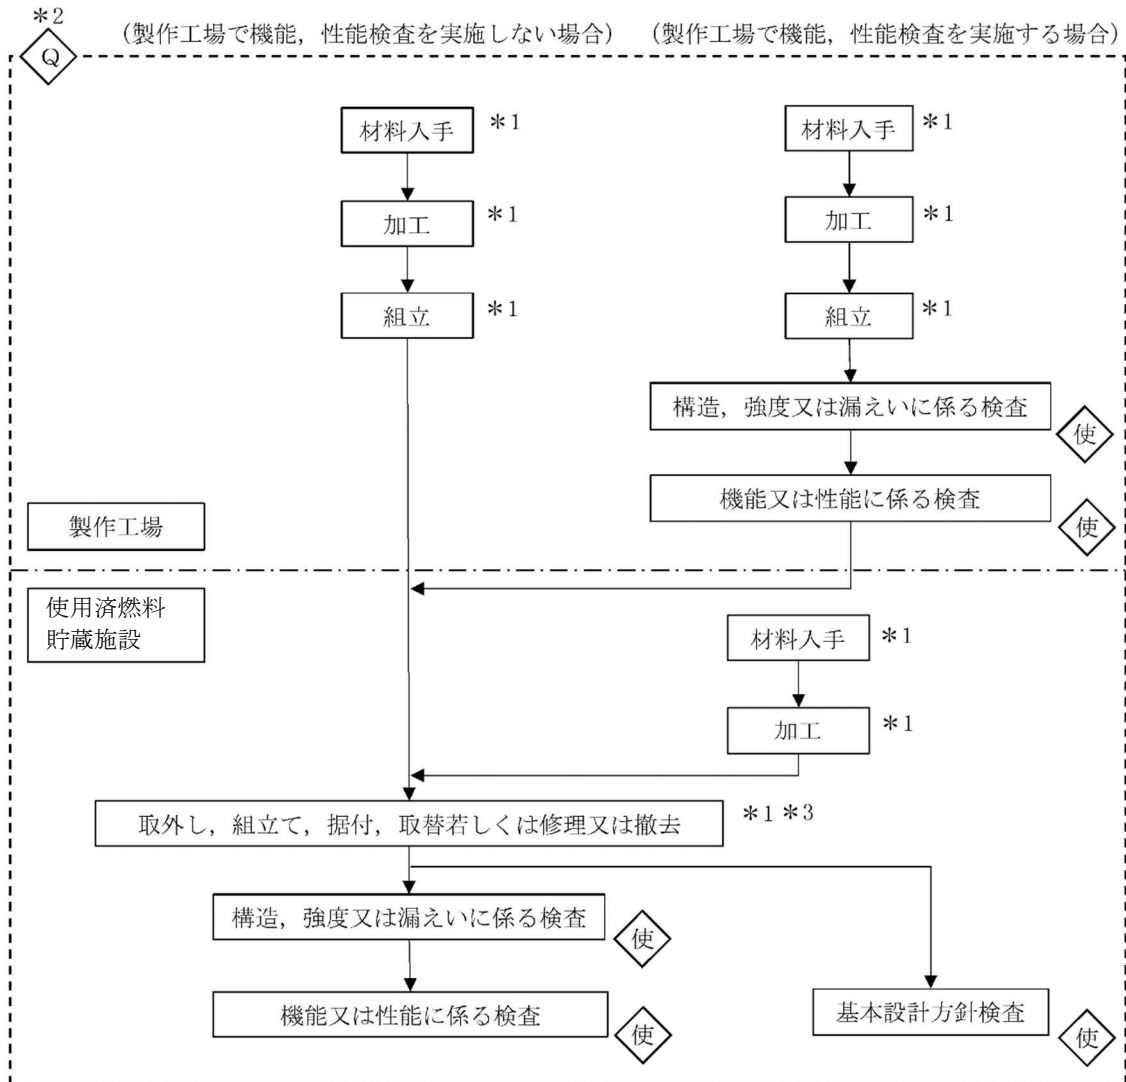 *2
Q
(製作工場で機能,性能検査を実施しない場合)
(製作工場で機能,性能検査を実施する場合)
材料入手 *1
材料入手 *1
加工 *1
加工 *1
組立 *1
組立 *1
構造,強度又は漏えいに係る検査
使
機能又は性能に係る検査
使
製作工場
使用済燃料
貯蔵施設
材料入手 *1
加工 *1
取外し,組立て,据付,取替若しくは修理又は撤去 *1 *3
構造,強度又は漏えいに係る検査
使
機能又は性能に係る検査
使
基本設計方針検査
使